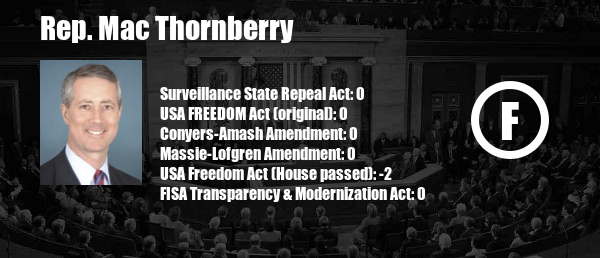 Rep. Mac Thornberry
Surveillance State Repeal Act: 0
USA FREEDOM Act (original): 0
Conyers-Amash Amendment: 0
Massie-Lofgren Amendment: 0
USA Freedom Act (House passed): -2
FISA Transparency & Modernization Act: 0
F